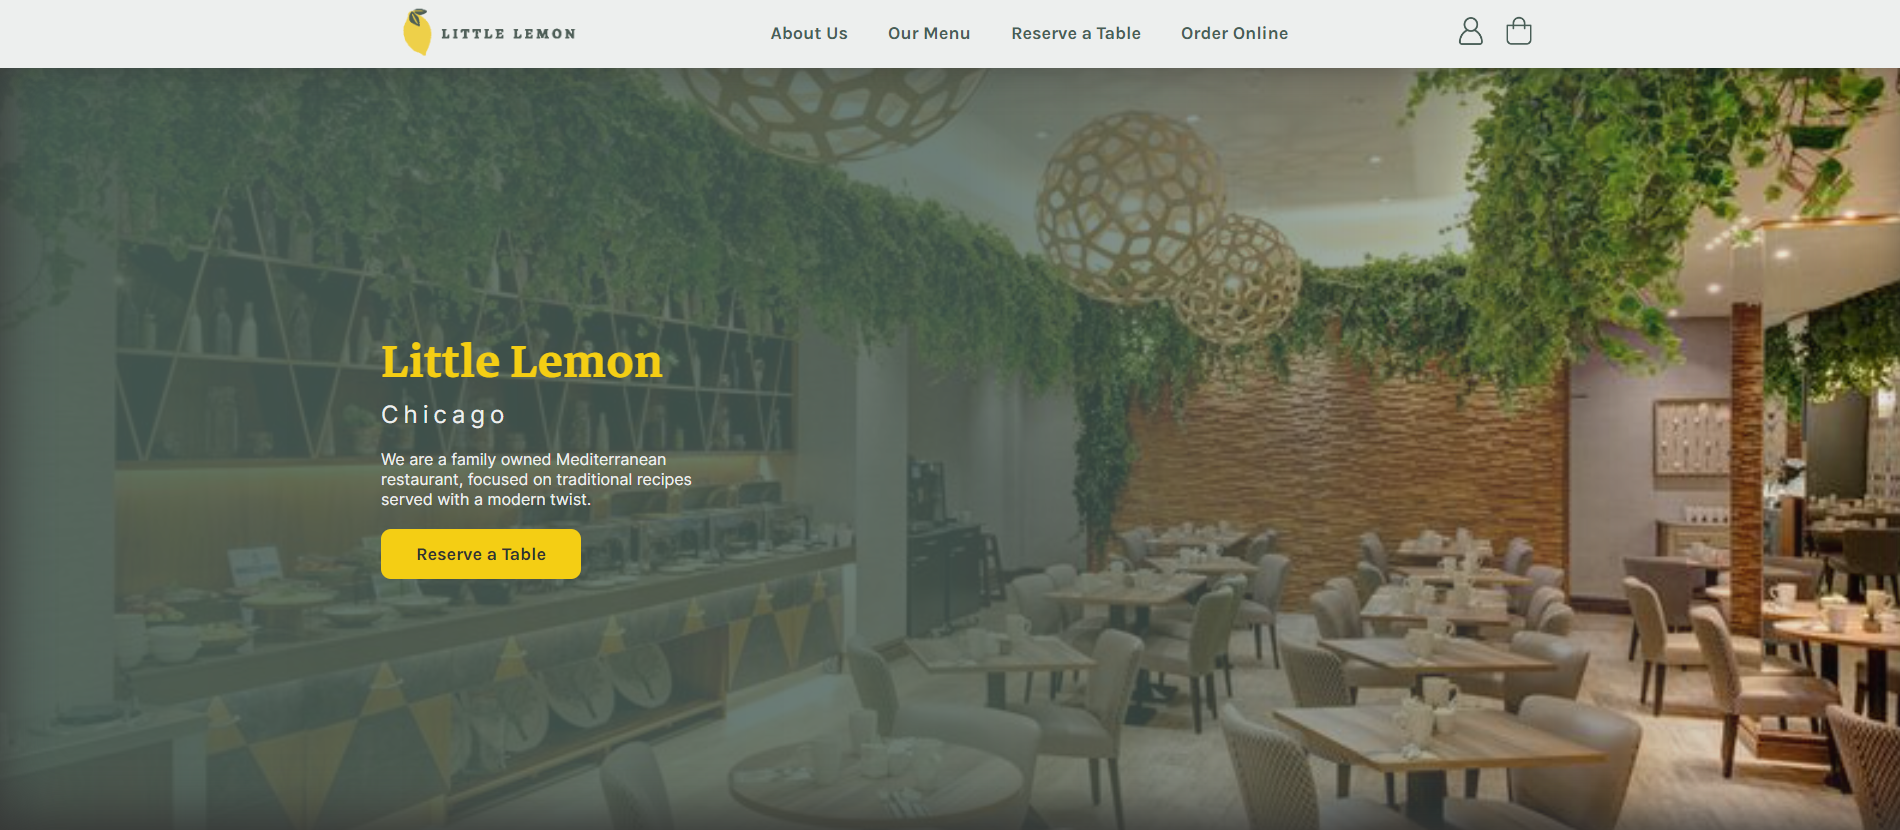 LITTLE LEMON
About Us
Our Menu
Reserve a Table
Order Online
Little Lemon
Chicago
We are a family owned Mediterranean
restaurant, focused on traditional recipes
served with a modern twist.
Reserve a Table